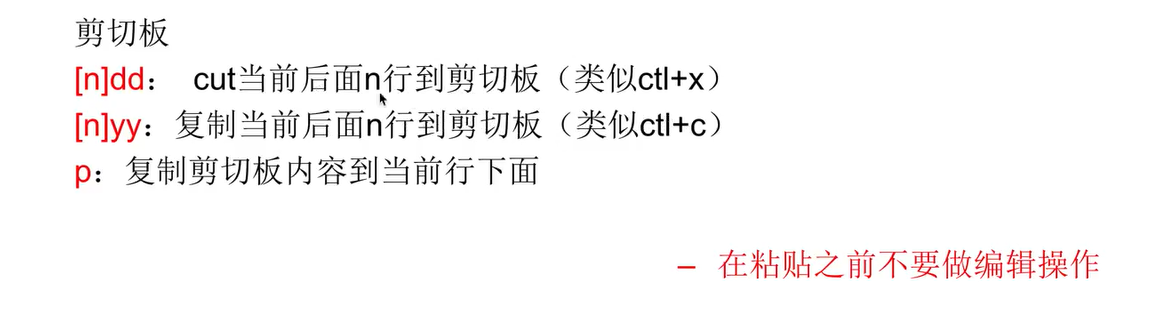 剪切板
[n]dd： cut当前后面n行到剪切板（类似ctl+x）
[n]yy：复制当前后面n行到剪切板（类似ctl+c）
p：复制剪切板内容到当前行下面
– 在粘贴之前不要做编辑操作